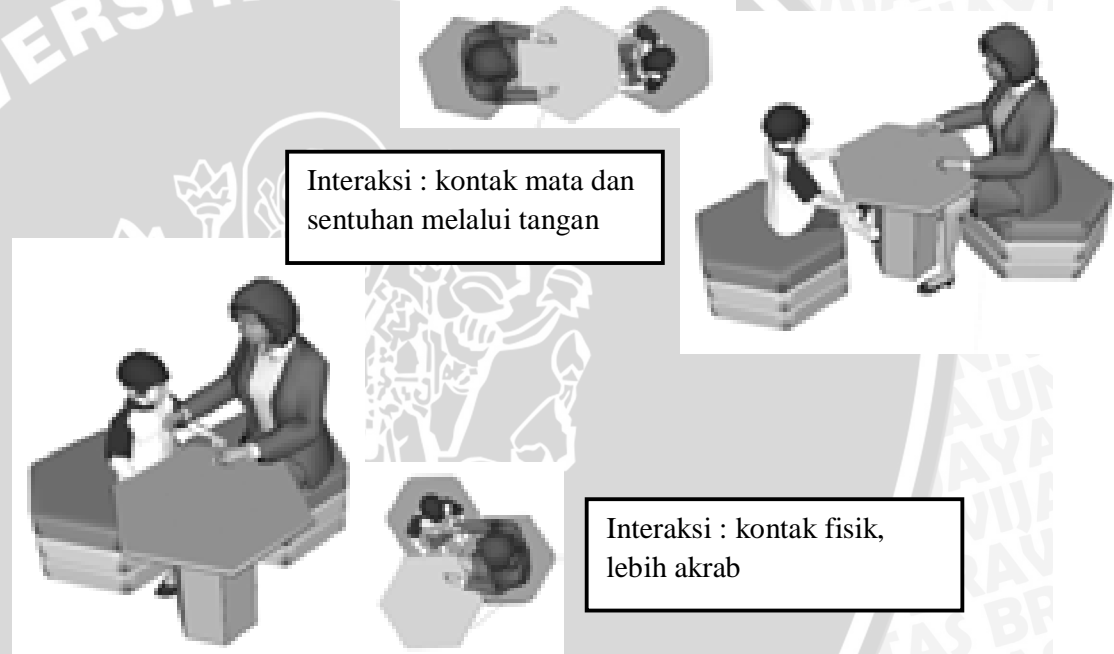 Interaksi : kontak mata dan
sentuhan melalui tangan
Interaksi : kontak fisik,
lebih akrab